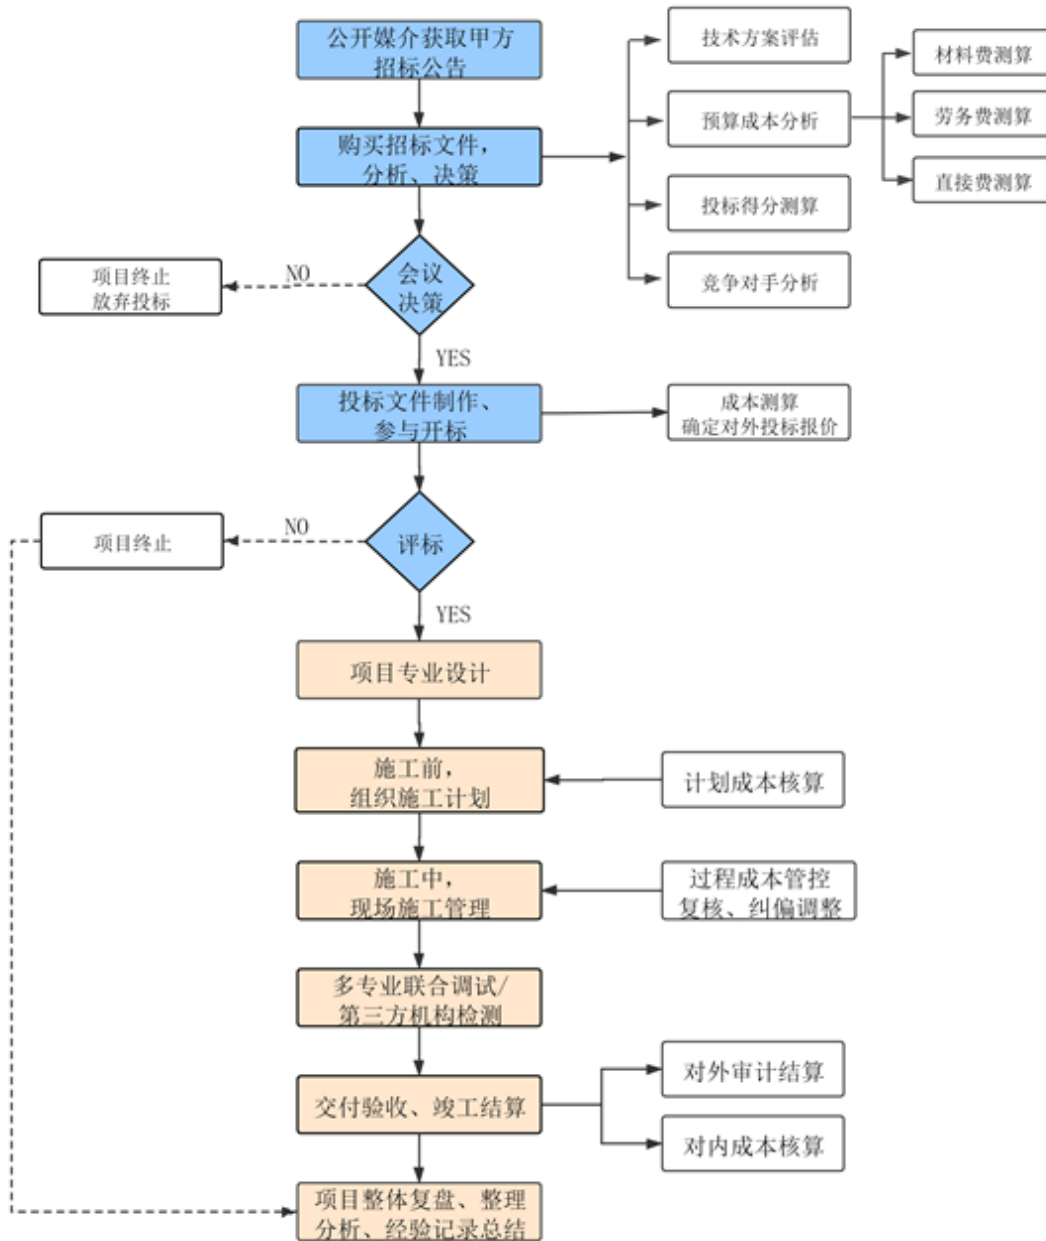 公开媒介获取甲方
招标公告
技术方案评估
材料费测算
购买招标文件，
分析、决策
预算成本分析
劳务费测算
投标得分测算
直接费测算
竞争对手分析
会议
决策
NO
项目终止
放弃投标
YES
投标文件制作、
参与开标
成本测算
确定对外投标报价
评标
NO
项目终止
YES
项目专业设计
施工前，
组织施工计划
计划成本核算
施工中，
现场施工管理
过程成本管控
复核、纠偏调整
多专业联合调试/
第三方机构检测
交付验收、竣工结算
对外审计结算
对内成本核算
项目整体复盘、整理
分析、经验记录总结